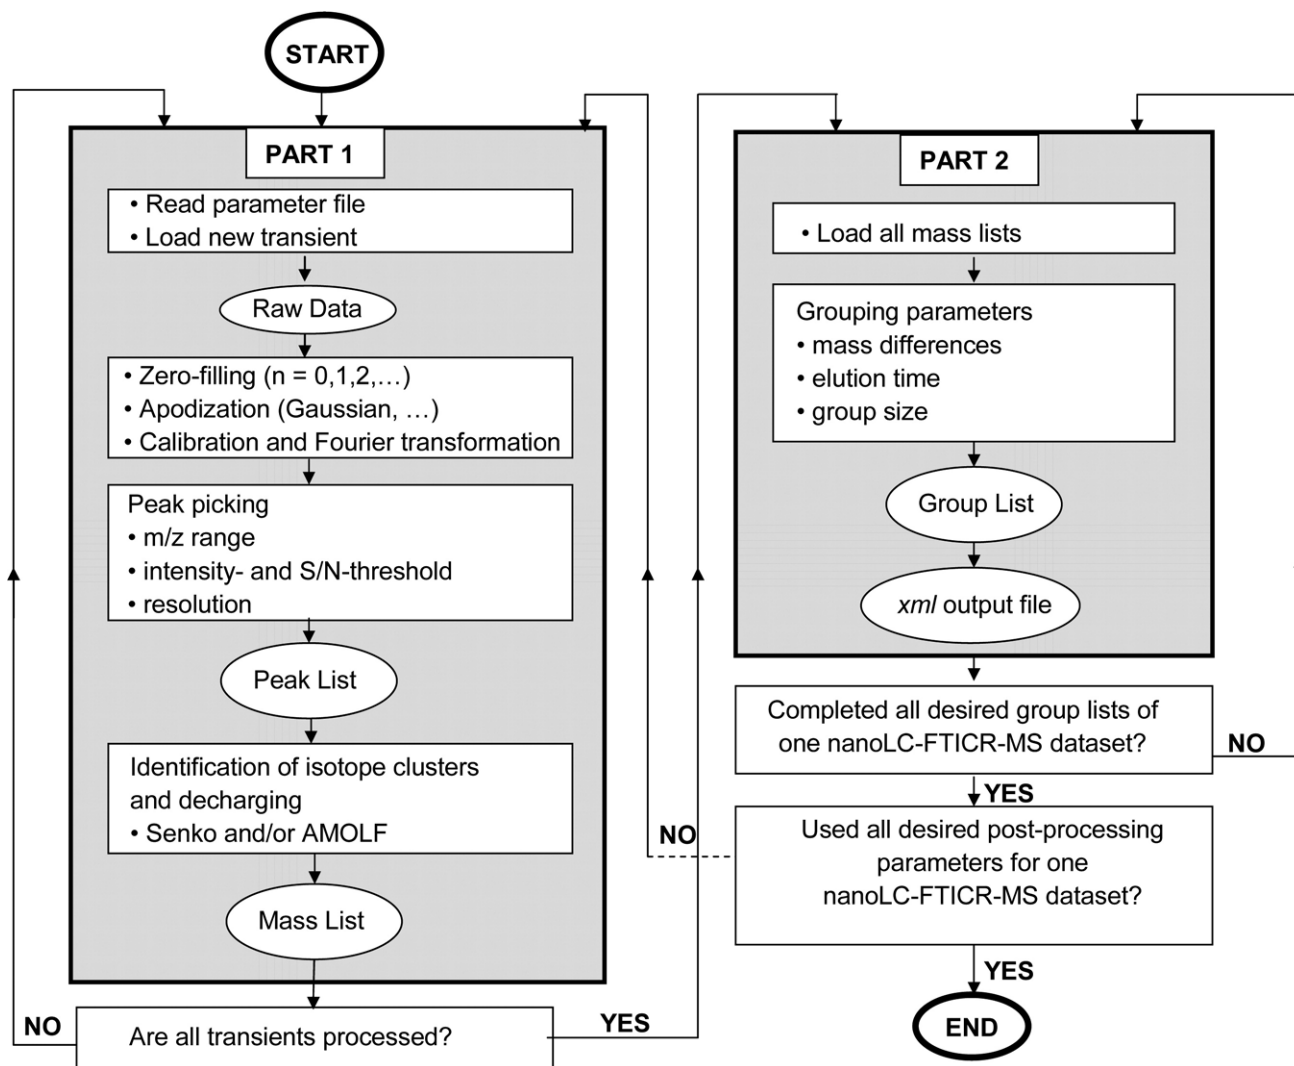 START
PART 1
• Read parameter file
• Load new transient
Raw Data
• Zero-filling (n = 0,1,2,…)
• Apodization (Gaussian, …)
• Calibration and Fourier transformation
Peak picking
• m/z range
• intensity- and S/N-threshold
• resolution
Peak List
Identification of isotope clusters
and decharging
• Senko and/or AMOLF
Mass List
NO
Are all transients processed?
YES
PART 2
• Load all mass lists
Grouping parameters
• mass differences
• elution time
• group size
Group List
xml output file
Completed all desired group lists of
one nanoLC-FTICR-MS dataset?
NO
YES
Used all desired post-processing
parameters for one
nanoLC-FTICR-MS dataset?
NO
YES
END